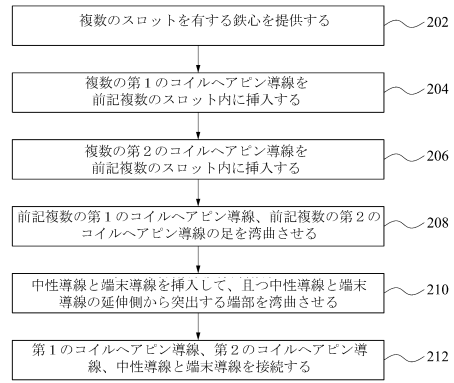 複数のスロットを有する鉄心を提供する
202
複数の第１のコイルヘアピン導線を
前記複数のスロット内に挿入する
204
複数の第２のコイルヘアピン導線を
前記複数のスロット内に挿入する
206
前記複数の第１のコイルヘアピン導線、前記複数の第２の
コイルヘアピン導線の足を湾曲させる
208
中性導線と端末導線を挿入して、且つ中性導線と端末
導線の延伸側から突出する端部を湾曲させる
210
第１のコイルヘアピン導線、第２のコイルヘアピン導
線、中性導線と端末導線を接続する
212